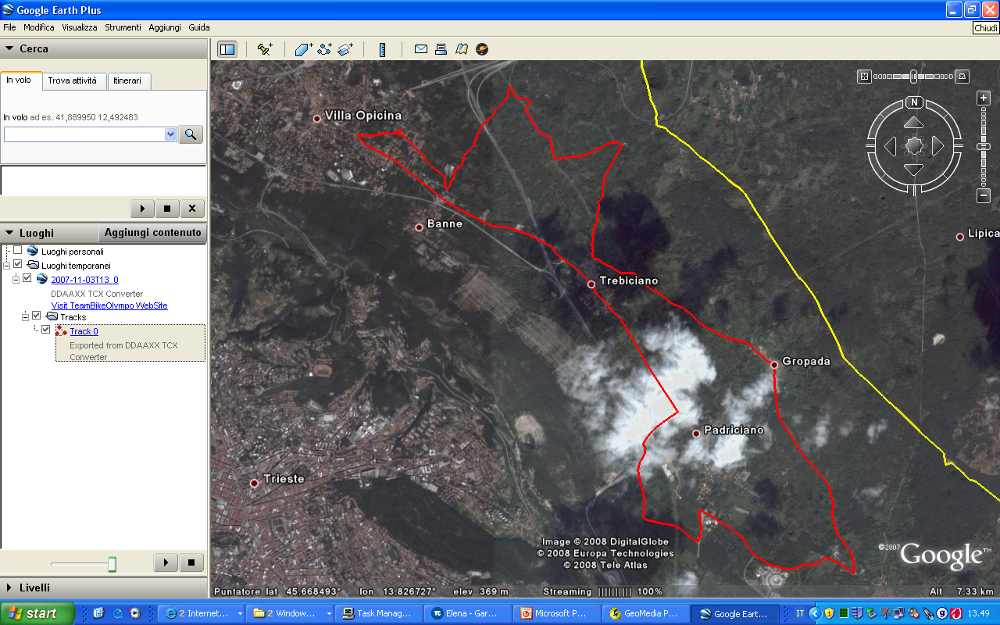 Google Earth Plus
File Modifica Visualizza Strumenti Aggiungi Guida
Chiudi
Cerca
In volo Trova attività Itinerari
In volo ad es. 41,889950 12,492483
Luoghi Aggiungi contenuto
Luoghi personali
Luoghi temporanei
2007-11-03T13_0
DDAAXX TCX Converter
Visit TeamBikeOlympo WebSite
Tracks
Track 0
Exported from DDAAXX TCX
Converter
Livelli
N
Villa Opicina
Banne
Lipica
Trebiciano
Gropada
Padriciano
Trieste
Image © 2008 DigitalGlobe
© 2008 Europa Technologies
© 2008 Tele Atlas
©2007 Google™
Puntatore lat 45.668493° lon 13.826727° elev 369 m Streaming |||||||||| 100% Alt 7.33 km
start 2 Internet... 2 Window... Task Manag... TC Elena - Gar... Microsoft P... GeoMedia P... Google Eart... IT 13.49